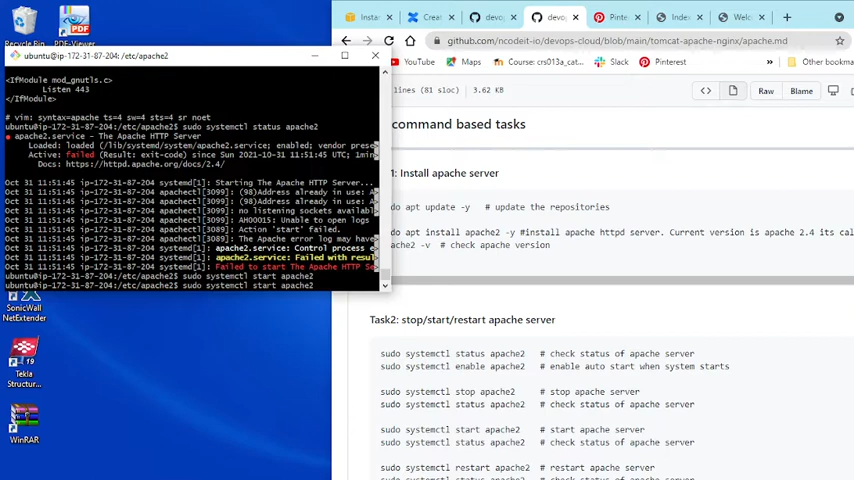 Recycle Bin
PDF-Viewer
SonicWall
NetExtender
Tekla
Structur...
WinRAR
ubuntu@ip-172-31-87-204: /etc/apache2
<IfModule mod_gnutls.c>
Listen 443
</IfModule>
# vim: syntax=apache ts=4 sw=4 sts=4 sr noet
ubuntu@ip-172-31-87-204:/etc/apache2$ sudo systemctl status apache2
● apache2.service - The Apache HTTP Server
Loaded: loaded (/lib/systemd/system/apache2.service; enabled; vendor prese
Active: failed (Result: exit-code) since Sun 2021-10-31 11:51:45 UTC; 1min
Docs: https://httpd.apache.org/docs/2.4/
Oct 31 11:51:45 ip-172-31-87-204 systemd[1]: Starting The Apache HTTP Server...
Oct 31 11:51:45 ip-172-31-87-204 apachectl[3099]: (98)Address already in use: A
Oct 31 11:51:45 ip-172-31-87-204 apachectl[3099]: (98)Address already in use: A
Oct 31 11:51:45 ip-172-31-87-204 apachectl[3099]: no listening sockets availabl
Oct 31 11:51:45 ip-172-31-87-204 apachectl[3099]: AH00015: Unable to open logs
Oct 31 11:51:45 ip-172-31-87-204 apachectl[3089]: Action 'start' failed.
Oct 31 11:51:45 ip-172-31-87-204 apachectl[3089]: The Apache error log may have
Oct 31 11:51:45 ip-172-31-87-204 systemd[1]: apache2.service: Control process e
Oct 31 11:51:45 ip-172-31-87-204 systemd[1]: apache2.service: Failed with resul
Oct 31 11:51:45 ip-172-31-87-204 systemd[1]: Failed to start The Apache HTTP Se
ubuntu@ip-172-31-87-204:/etc/apache2$ sudo systemctl start apache2
ubuntu@ip-172-31-87-204:/etc/apache2$ sudo systemctl start apache2
Instan
Creat
devop
devop
Pinte
Index
Welc
github.com/ncodeit-io/devops-cloud/blob/main/tomcat-apache-nginx/apache.md
YouTube
Maps
Courses: crs013a_ca...
Slack
Pinterest
»
lines (81 sloc) 3.62 KB
<> Raw Blame
command based tasks
1: Install apache server
do apt update -y # update the repositories
do apt install apache2 -y #install apache httpd server. Current version is apache 2.4 its cal
ache2 -v # check apache version
Task2: stop/start/restart apache server
sudo systemctl status apache2 # check status of apache server
sudo systemctl enable apache2 # enable auto start when system starts
sudo systemctl stop apache2 # stop apache server
sudo systemctl status apache2 # check status of apache server
sudo systemctl start apache2 # start apache server
sudo systemctl status apache2 # check status of apache server
sudo systemctl restart apache2 # restart apache server
sudo systemctl status apache2 # check status of apache server